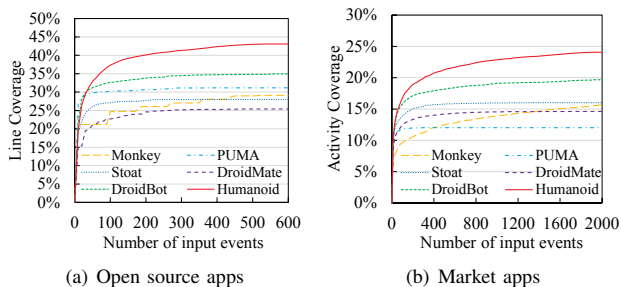 50%
45%
40%
35%
30%
25%
20%
15%
10%
5%
0%
Line Coverage
Monkey
PUMA
Stoat
DroidMate
DroidBot
Humanoid
0 100 200 300 400 500 600
Number of input events
(a) Open source apps
30%
25%
20%
15%
10%
5%
0%
Activity Coverage
Monkey
PUMA
Stoat
DroidMate
DroidBot
Humanoid
0 400 800 1200 1600 2000
Number of input events
(b) Market apps